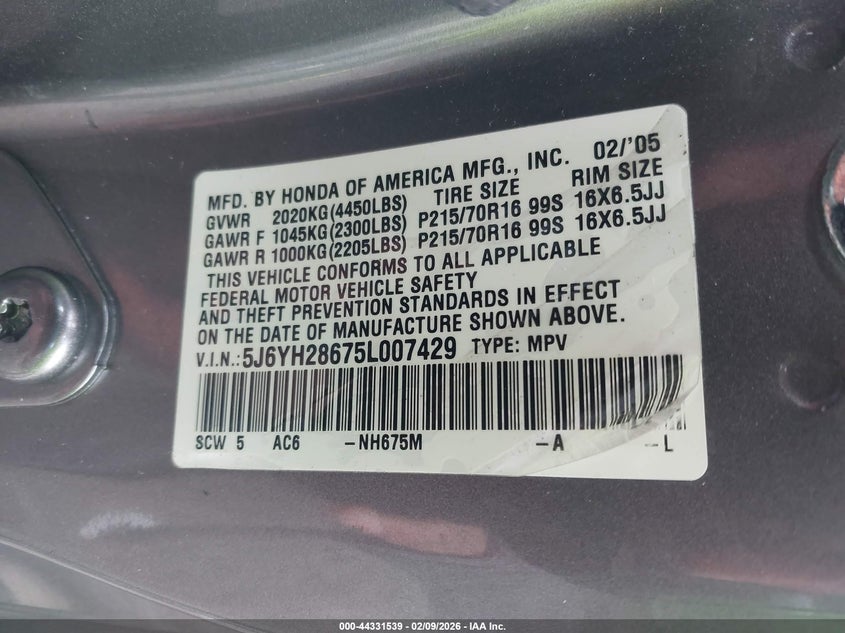 MFD. BY HONDA OF AMERICA MFG., INC. 02/'05
GVWR 2020KG(4450LBS) TIRE SIZE RIM SIZE
GAWR F 1045KG(2300LBS) P215/70R16 99S 16X6.5JJ
GAWR R 1000KG(2205LBS) P215/70R16 99S 16X6.5JJ
THIS VEHICLE CONFORMS TO ALL APPLICABLE
FEDERAL MOTOR VEHICLE SAFETY
AND THEFT PREVENTION STANDARDS IN EFFECT
ON THE DATE OF MANUFACTURE SHOWN ABOVE.
V.I.N.: 5J6YH28675L007429 TYPE: MPV
SCW 5 AC6 -NH675M -A -L
000-44331539 - 02/09/2026 - IAA Inc.